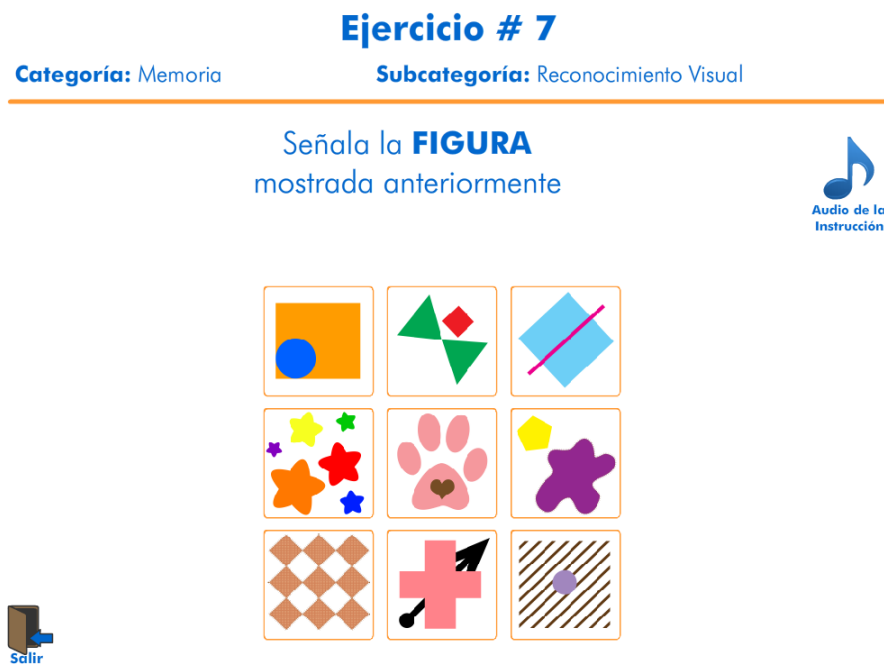 Ejercicio # 7
Categoría: Memoria
Subcategoría: Reconocimiento Visual
Señala la FIGURA
mostrada anteriormente
Audio de la
Instrucción
Salir